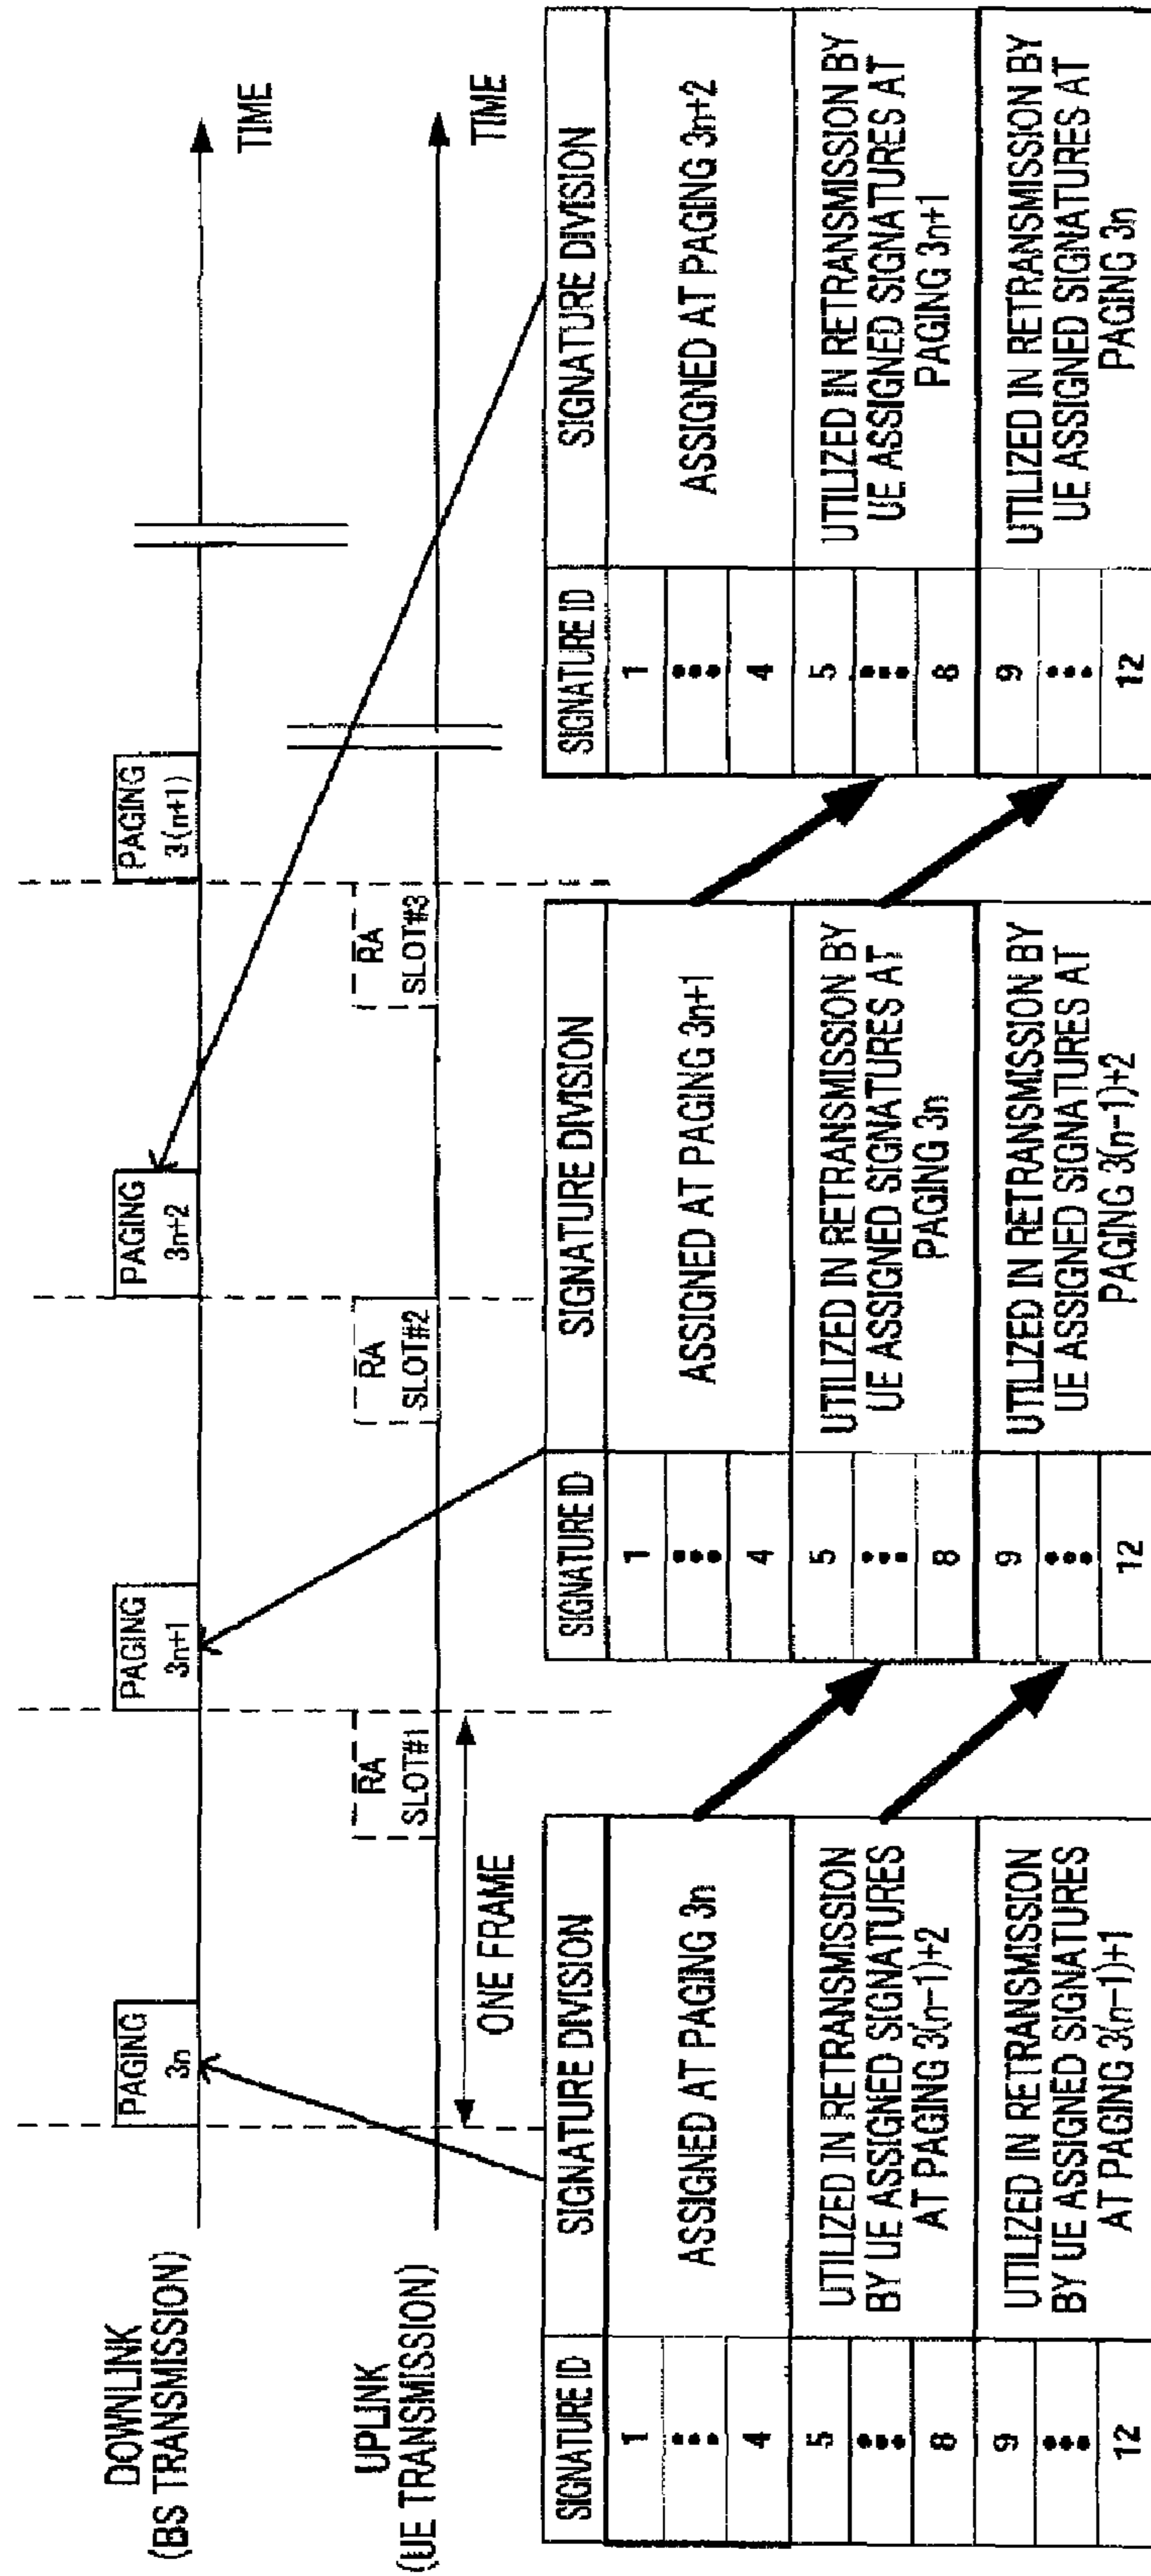 DOWNLINK
(BS TRANSMISSION)
PAGING
3n
PAGING
3n+1
PAGING
3n+2
PAGING
3(n+1)
TIME
UPLINK
(UE TRANSMISSION)
RA
SLOT#1
RA
SLOT#2
RA
SLOT#3
TIME
ONE FRAME
SIGNATURE ID
SIGNATURE DIVISION
1
4
ASSIGNED AT PAGING 3n
5
8
UTILIZED IN RETRANSMISSION
BY UE ASSIGNED SIGNATURES
AT PAGING 3(n-1)+2
9
12
UTILIZED IN RETRANSMISSION
BY UE ASSIGNED SIGNATURES
AT PAGING 3(n-1)+1
SIGNATURE ID
SIGNATURE DIVISION
1
4
ASSIGNED AT PAGING 3n+1
5
8
UTILIZED IN RETRANSMISSION BY
UE ASSIGNED SIGNATURES AT
PAGING 3n
9
12
UTILIZED IN RETRANSMISSION BY
UE ASSIGNED SIGNATURES AT
PAGING 3(n-1)+2
SIGNATURE ID
SIGNATURE DIVISION
1
4
ASSIGNED AT PAGING 3n+2
5
8
UTILIZED IN RETRANSMISSION BY
UE ASSIGNED SIGNATURES AT
PAGING 3n+1
9
12
UTILIZED IN RETRANSMISSION BY
UE ASSIGNED SIGNATURES AT
PAGING 3n